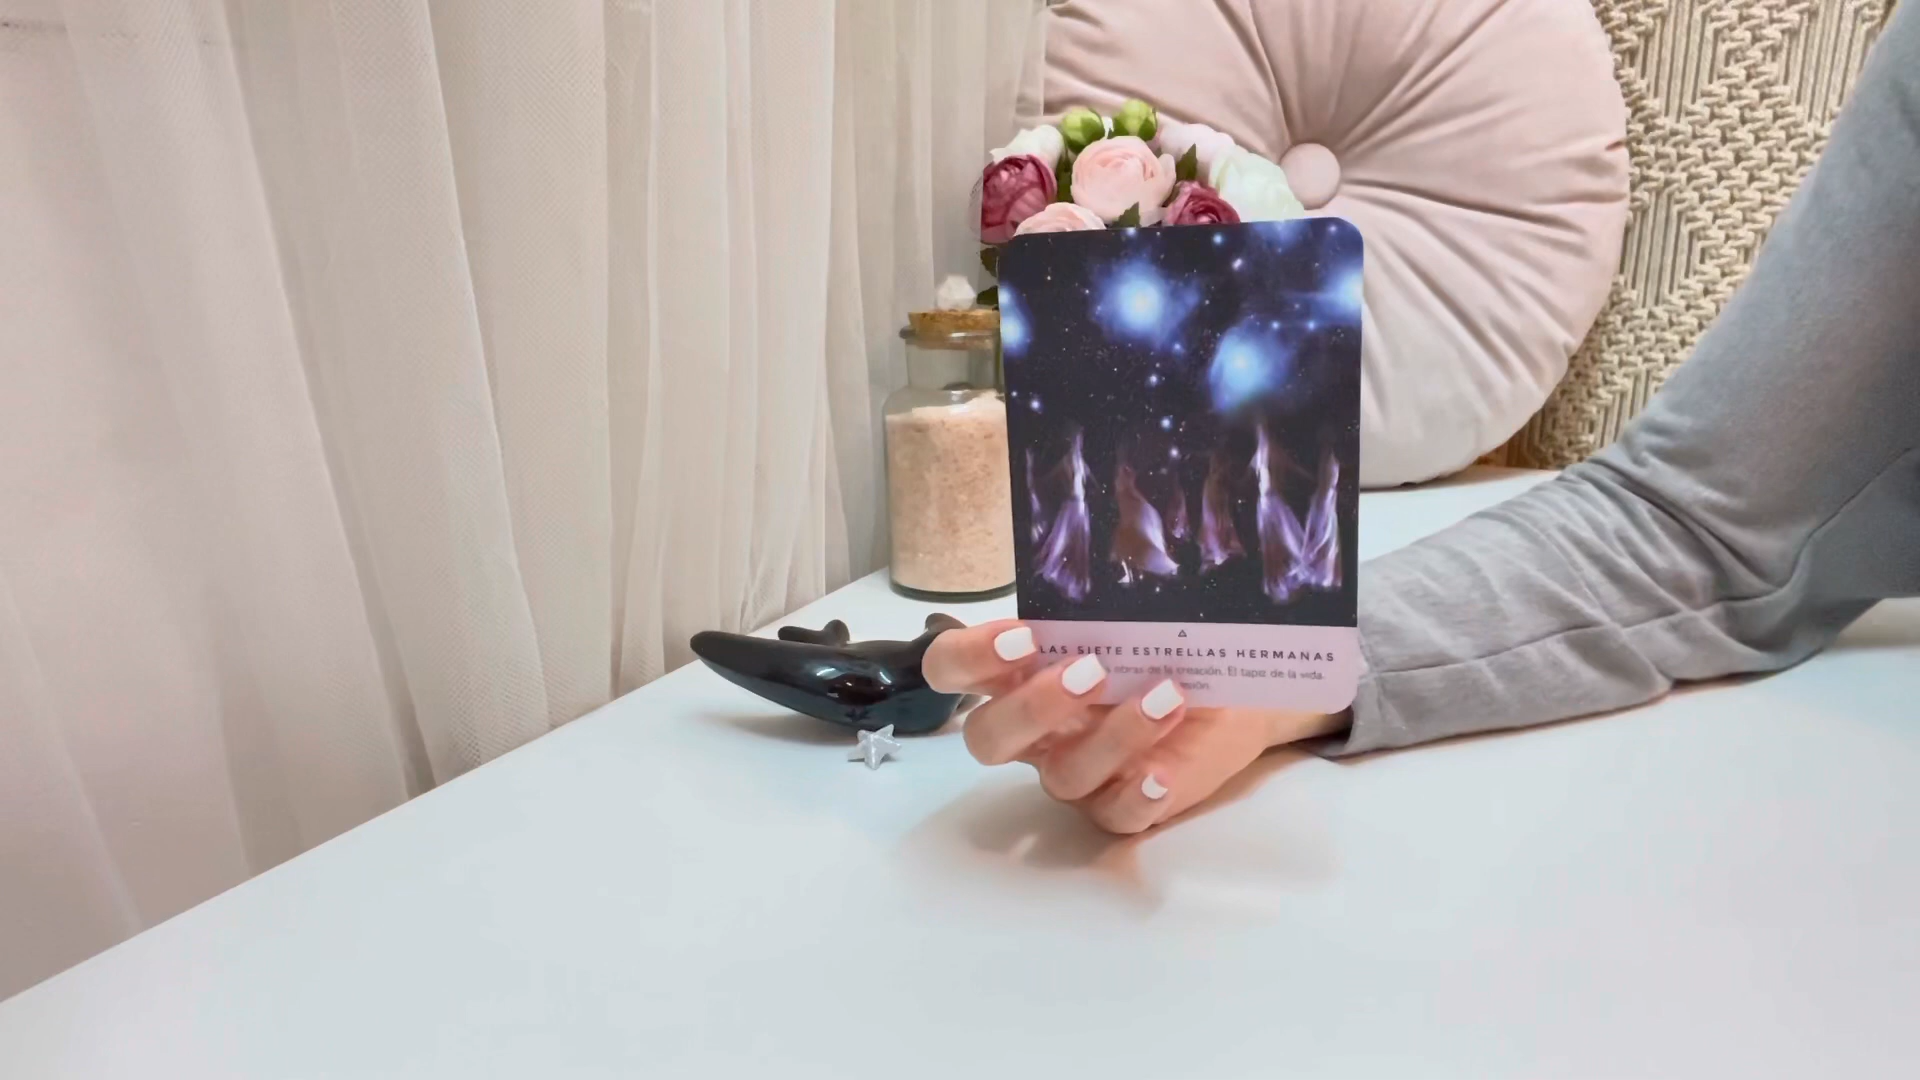 LAS SIETE ESTRELLAS HERMANAS
obras de la creación. El tapiz de la vida.